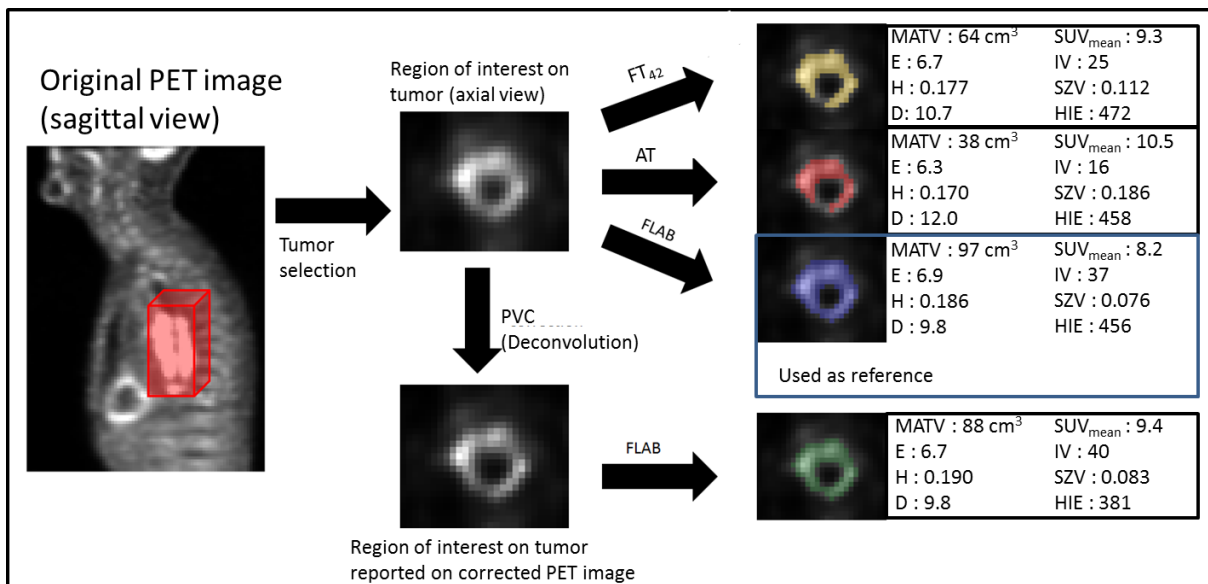 Original PET image
(sagittal view)
Tumor
selection
Region of interest on
tumor (axial view)
PVC
(Deconvolution)
Region of interest on tumor
reported on corrected PET image
FT42
AT
FLAB
FLAB
MATV : 64 cm³
E : 6.7
H : 0.177
D: 10.7
SUVmean : 9.3
IV : 25
SZV : 0.112
HIE : 472
MATV : 38 cm³
E : 6.3
H : 0.170
D : 12.0
SUVmean : 10.5
IV : 16
SZV : 0.186
HIE : 458
MATV : 97 cm³
E : 6.9
H : 0.186
D : 9.8
SUVmean : 8.2
IV : 37
SZV : 0.076
HIE : 456
Used as reference
MATV : 88 cm³
E : 6.7
H : 0.190
D : 9.8
SUVmean : 9.4
IV : 40
SZV : 0.083
HIE : 381